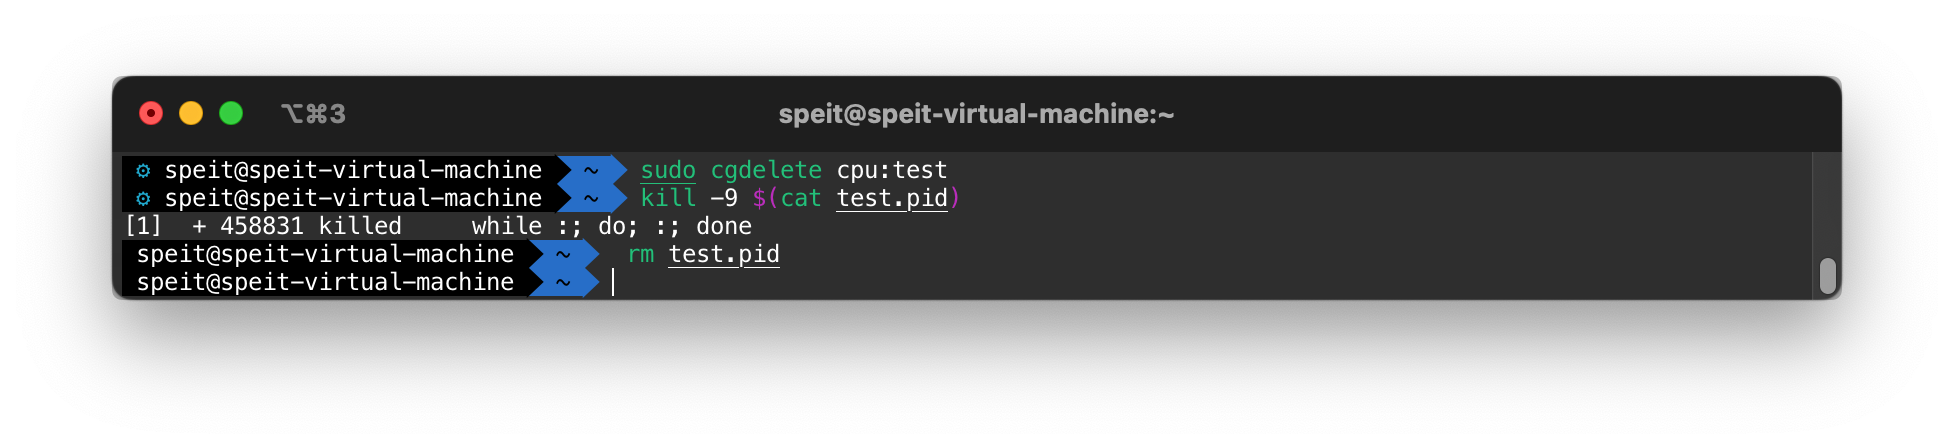 ⌥⌘3 speit@speit-virtual-machine:~
⚙ speit@speit-virtual-machine ~ sudo cgdelete cpu:test
⚙ speit@speit-virtual-machine ~ kill -9 $(cat test.pid)
[1]  + 458831 killed     while :; do; :; done
speit@speit-virtual-machine ~ rm test.pid
speit@speit-virtual-machine ~